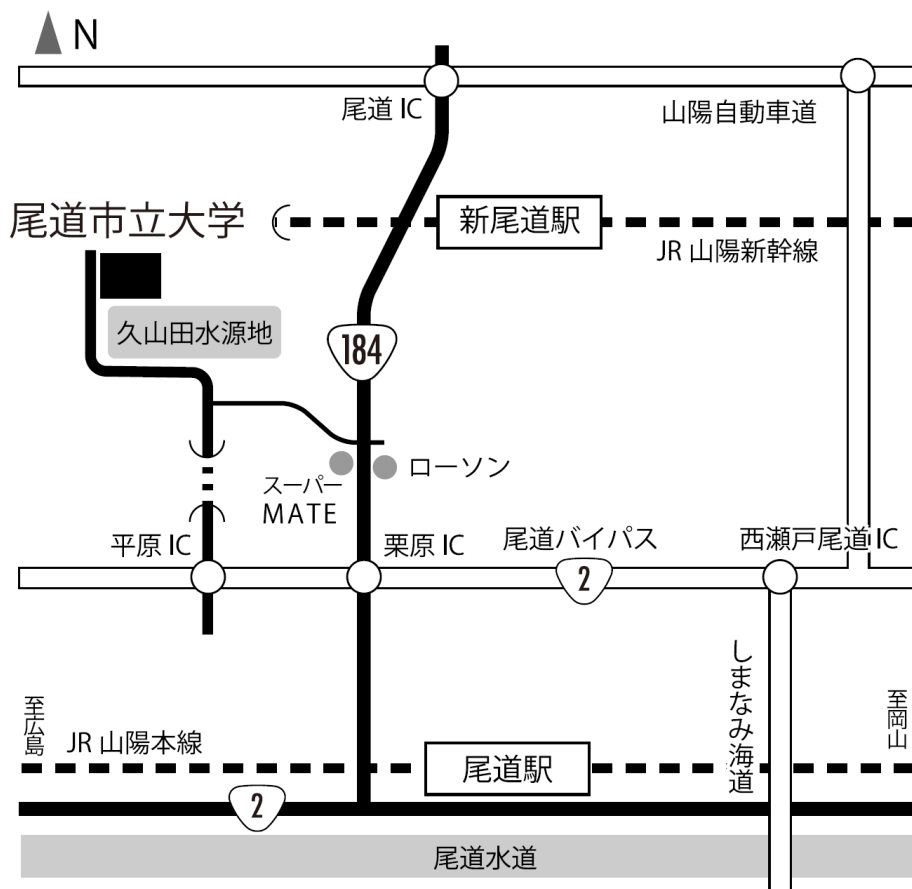 N
尾道 IC
山陽自動車道
尾道市立大学
新尾道駅
JR 山陽新幹線
久山田水源地
184
ローソン
スーパー
MATE
平原 IC
栗原 IC
尾道バイパス
西瀬戸尾道 IC
2
しまなみ海道
至広島
至岡山
JR 山陽本線
尾道駅
2
尾道水道